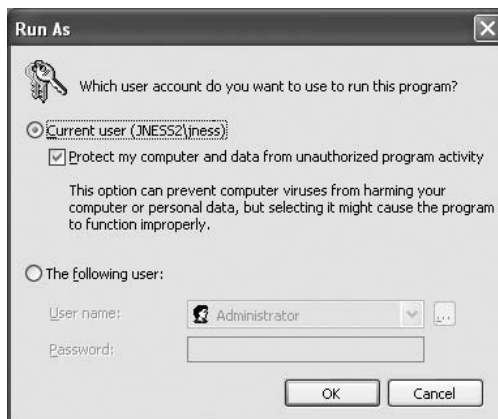 Run As
Which user account do you want to use to run this program?
Current user (JNESS2\jness)
Protect my computer and data from unauthorized program activity
This option can prevent computer viruses from harming your
computer or personal data, but selecting it might cause the program
to function improperly.
The following user:
User name:
Administrator
...
Password:
OK
Cancel